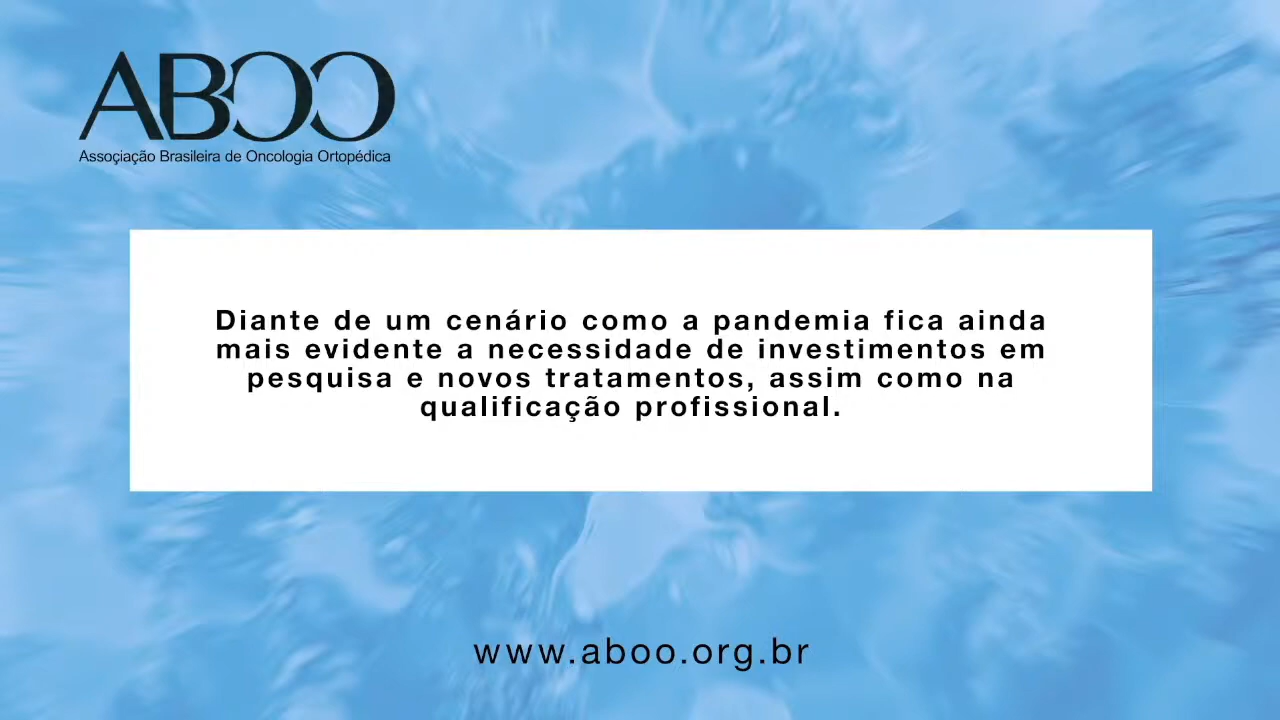 ABOO
Assoçiação Brasileira de Oncologia Ortopédica
Diante de um cenário como a pandemia fica ainda
mais evidente a necessidade de investimentos em
pesquisa e novos tratamentos, assim como na
qualificação profissional.
www.aboo.org.br